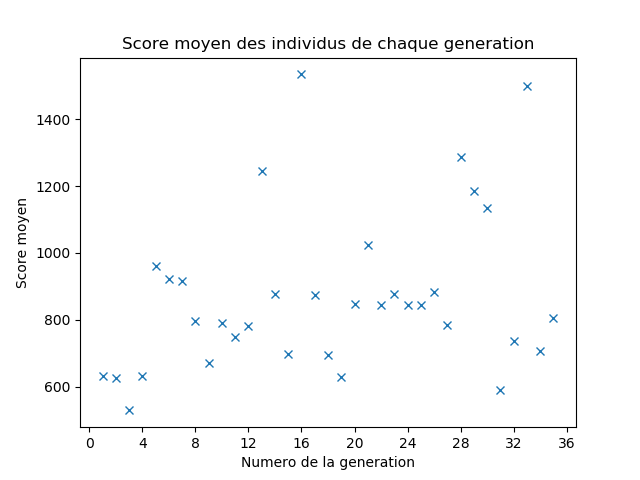 Score moyen des individus de chaque generation
Score moyen
1400
1200
1000
800
600
0 4 8 12 16 20 24 28 32 36
Numero de la generation